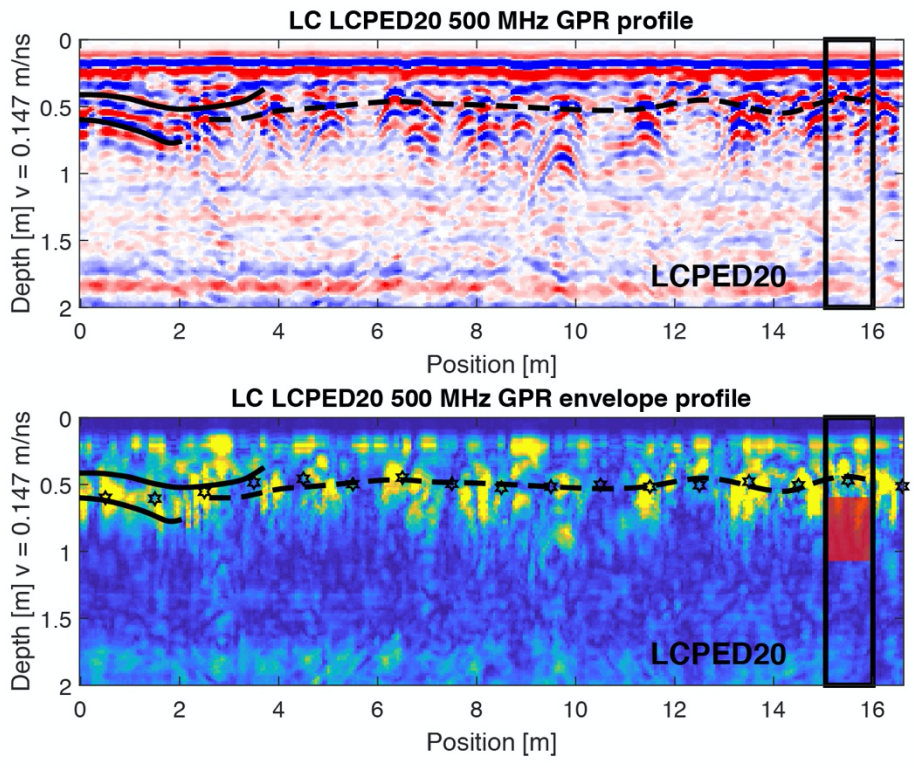 LC LCPED20 500 MHz GPR profile
0
0.5
1
1.5
2
Depth [m] v = 0.147 m/ns
LCPED20
0 2 4 6 8 10 12 14 16
Position [m]
LC LCPED20 500 MHz GPR envelope profile
0
0.5
1
1.5
2
Depth [m] v = 0.147 m/ns
LCPED20
0 2 4 6 8 10 12 14 16
Position [m]